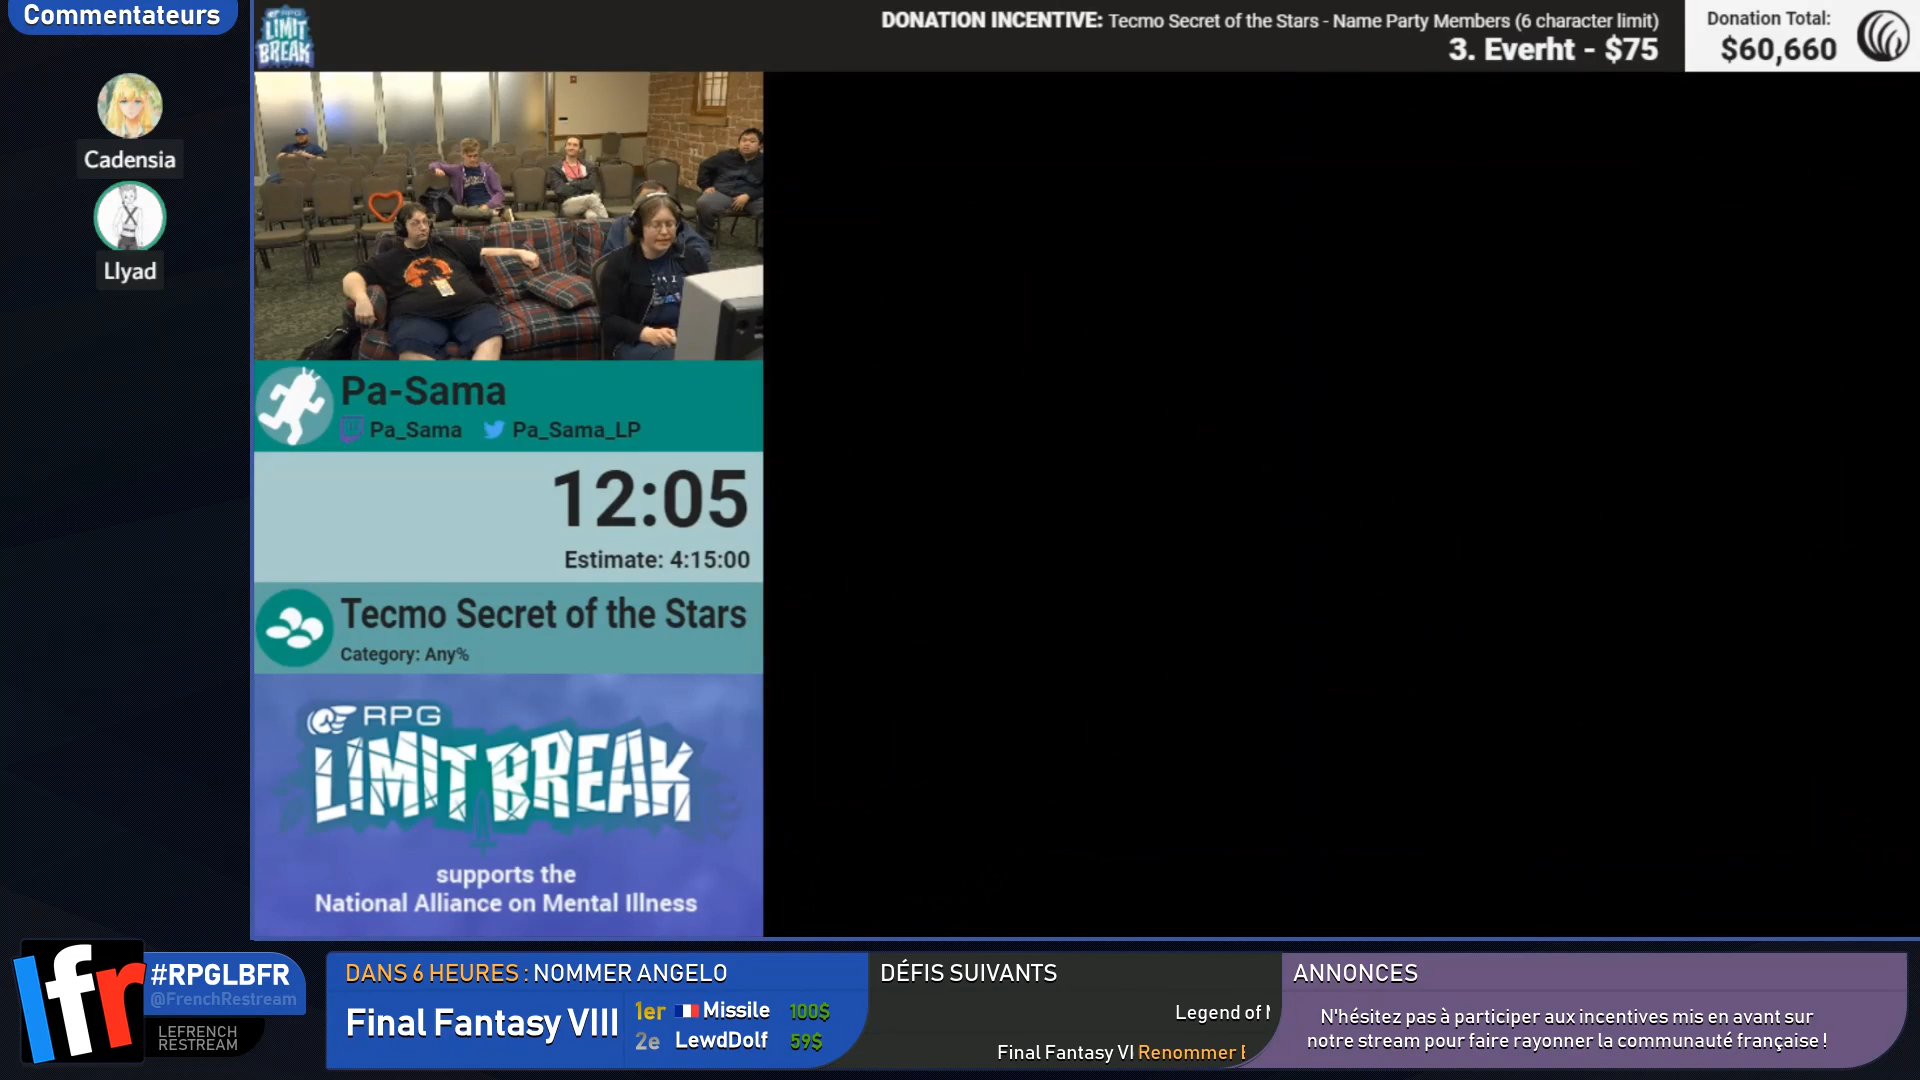 Commentateurs
Cadensia
Llyad
RPG
LIMIT
BREAK
DONATION INCENTIVE: Tecmo Secret of the Stars - Name Party Members (6 character limit)
3. Everht - $75
Donation Total:
$60,660
Pa-Sama
Pa_Sama Pa_Sama_LP
12:05
Estimate: 4:15:00
Tecmo Secret of the Stars
Category: Any%
RPG
LIMIT BREAK
supports the
National Alliance on Mental Illness
lfr
#RPGLBFR
@FrenchRestream
LEFRENCH
RESTREAM
DANS 6 HEURES : NOMMER ANGELO
Final Fantasy VIII
1er Missile 100$
2e LewdDolf 59$
DÉFIS SUIVANTS
Legend of
Final Fantasy VI Renommer
ANNONCES
N'hésitez pas à participer aux incentives mis en avant sur
notre stream pour faire rayonner la communauté française !